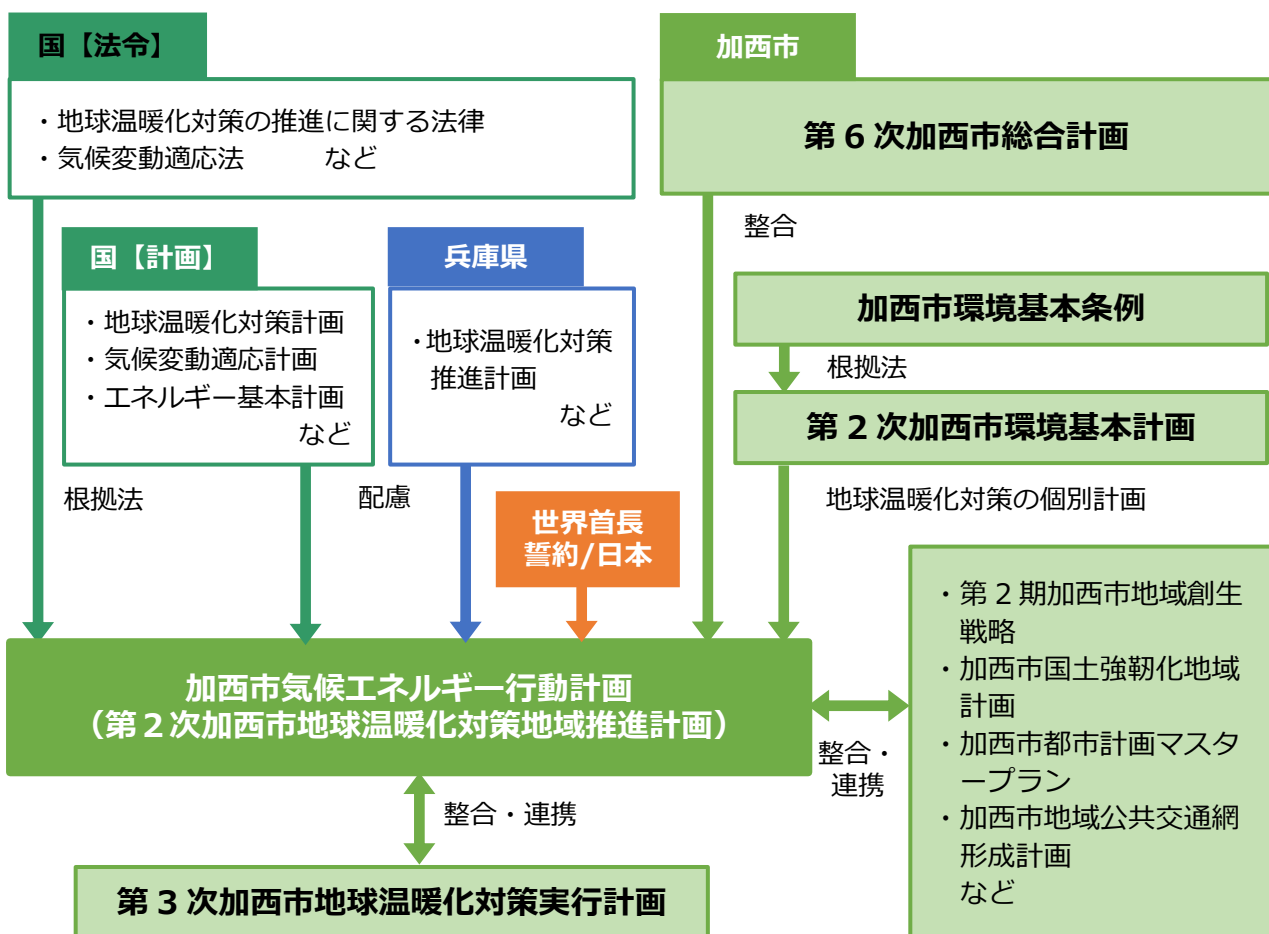 国【法令】
・地球温暖化対策の推進に関する法律
・気候変動適応法　　　など
国【計画】
・地球温暖化対策計画
・気候変動適応計画
・エネルギー基本計画
など
兵庫県
・地球温暖化対策
推進計画
など
根拠法
配慮
世界首長
誓約/日本
加西市
第6次加西市総合計画
整合
加西市環境基本条例
根拠法
第2次加西市環境基本計画
地球温暖化対策の個別計画
加西市気候エネルギー行動計画
（第2次加西市地球温暖化対策地域推進計画）
整合・
連携
・第2期加西市地域創生
戦略
・加西市国土強靭化地域
計画
・加西市都市計画マスタ
ープラン
・加西市地域公共交通網
形成計画
など
整合・連携
第3次加西市地球温暖化対策実行計画